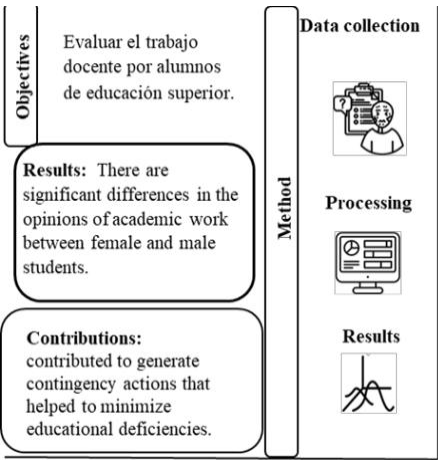 Objectives
Evaluar el trabajo
docente por alumnos
de educación superior.
Results: There are
significant differences in the
opinions of academic work
between female and male
students.
Contributions:
contributed to generate
contingency actions that
helped to minimize
educational deficiencies.
Method
Data collection
?
Processing
Results